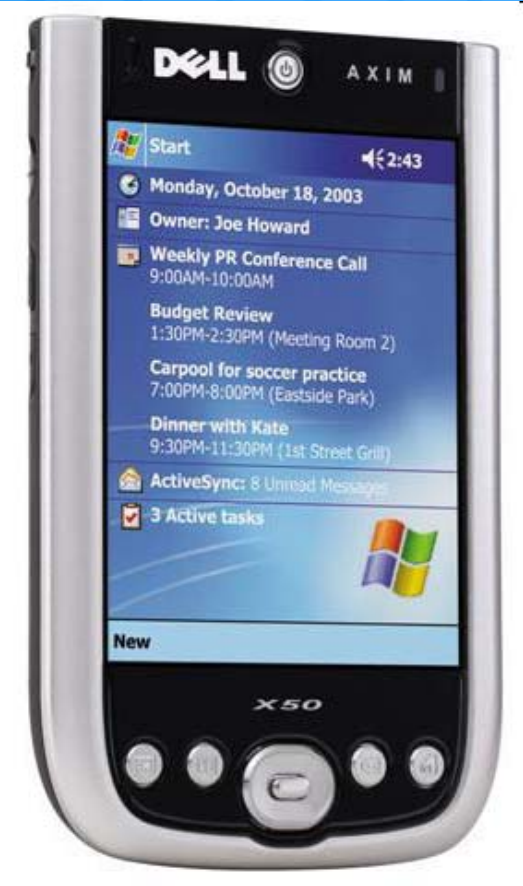 DELL AXIM
Start 2:43
Monday, October 18, 2003
Owner: Joe Howard
Weekly PR Conference Call
9:00AM-10:00AM
Budget Review
1:30PM-2:30PM (Meeting Room 2)
Carpool for soccer practice
7:00PM-8:00PM (Eastside Park)
Dinner with Kate
9:30PM-11:30PM (1st Street Grill)
ActiveSync: 8 Unread Messages
3 Active tasks
New
X50